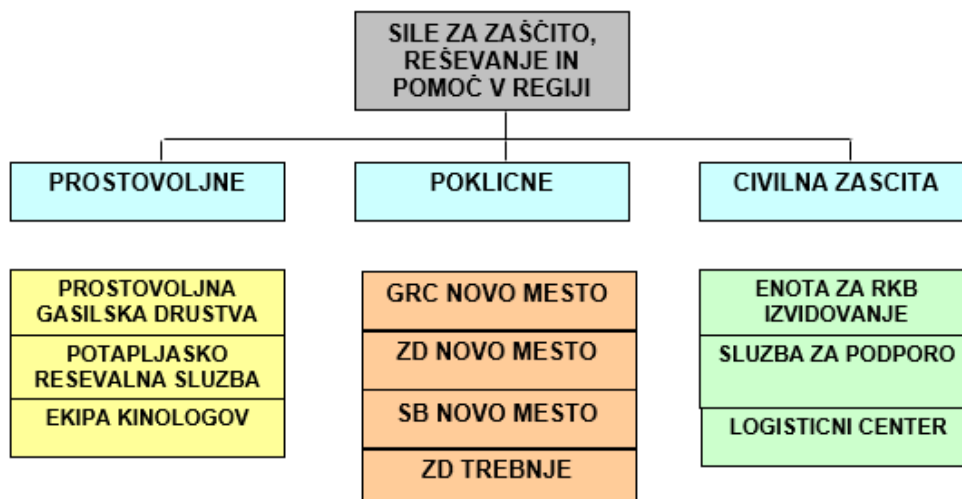 SILE ZA ZAŠČITO,
REŠEVANJE IN
POMOČ V REGIJI
PROSTOVOLJNE
POKLICNE
CIVILNA ZASCITA
PROSTOVOLJNA
GASILSKA DRUSTVA
POTAPLJASKO
RESEVALNA SLUZBA
EKIPA KINOLOGOV
GRC NOVO MESTO
ZD NOVO MESTO
SB NOVO MESTO
ZD TREBNJE
ENOTA ZA RKB
IZVIDOVANJE
SLUZBA ZA PODPORO
LOGISTICNI CENTER